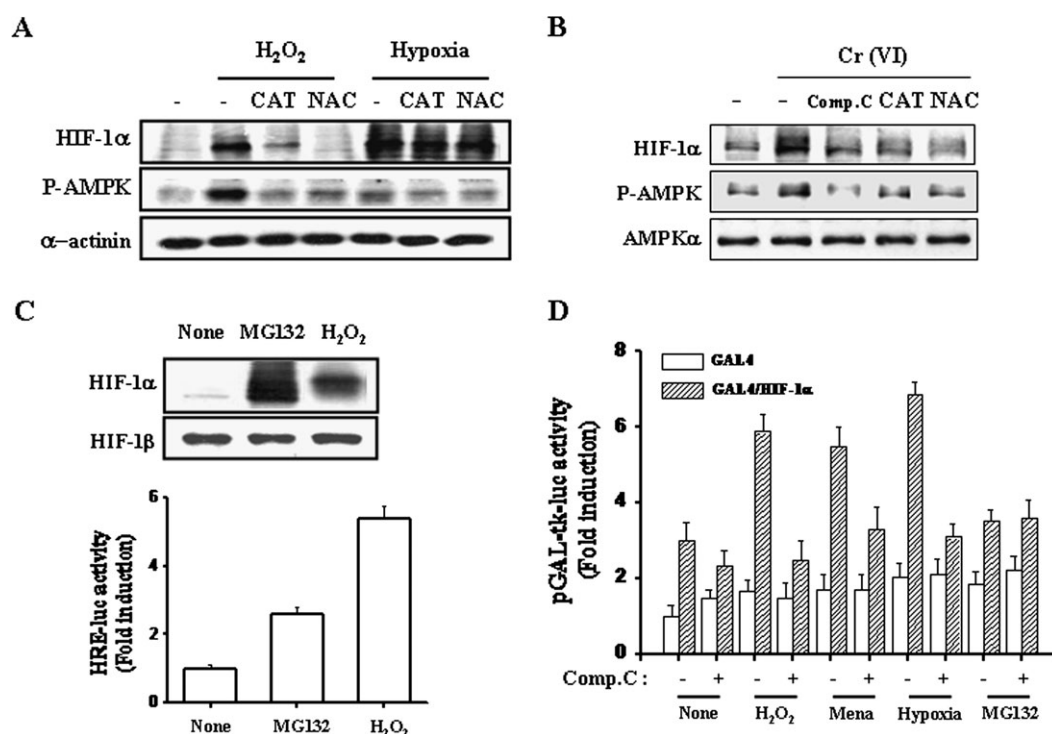 A
H₂O₂ Hypoxia
- - CAT NAC - CAT NAC
HIF-1α
P-AMPK
α-actinin
B
Cr (VI)
- - Comp.C CAT NAC
HIF-1α
P-AMPK
AMPKα
C
None MG132 H₂O₂
HIF-1α
HIF-1β
HRE-luc activity
(Fold induction)
6
4
2
0
None MG132 H₂O₂
D
pGAL-tk-luc activity
(Fold induction)
8
6
4
2
0
GAL4
GAL4/HIF-1α
Comp.C : - + - + - + - + - +
None H₂O₂ Mena Hypoxia MG132